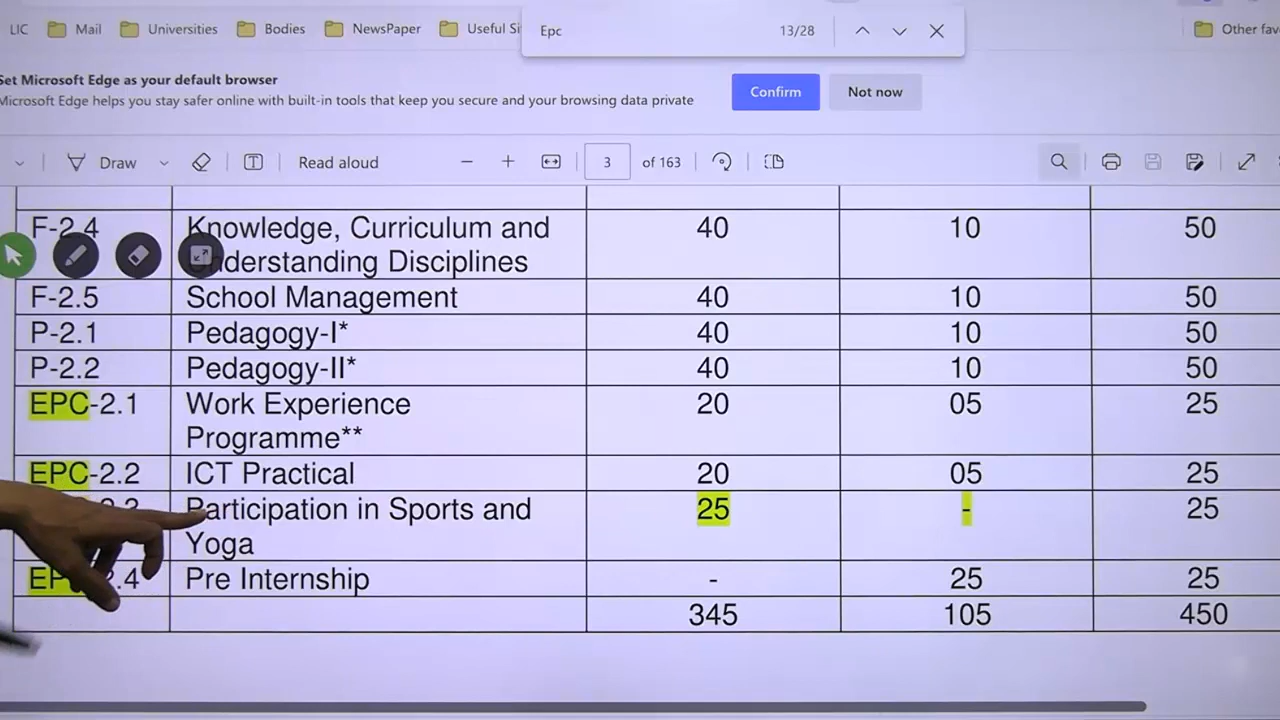 LIC Mail Universities Bodies NewsPaper Useful Si Epc 13/28 Other fav
Set Microsoft Edge as your default browser
Microsoft Edge helps you stay safer online with built-in tools that keep you secure and your browsing data private
Confirm Not now
Draw Read aloud 3 of 163
F-2.4 Knowledge, Curriculum and 40 10 50
Understanding Disciplines
F-2.5 School Management 40 10 50
P-2.1 Pedagogy-I* 40 10 50
P-2.2 Pedagogy-II* 40 10 50
EPC-2.1 Work Experience 20 05 25
Programme**
EPC-2.2 ICT Practical 20 05 25
Participation in Sports and 25 - 25
Yoga
Pre Internship - 25 25
345 105 450